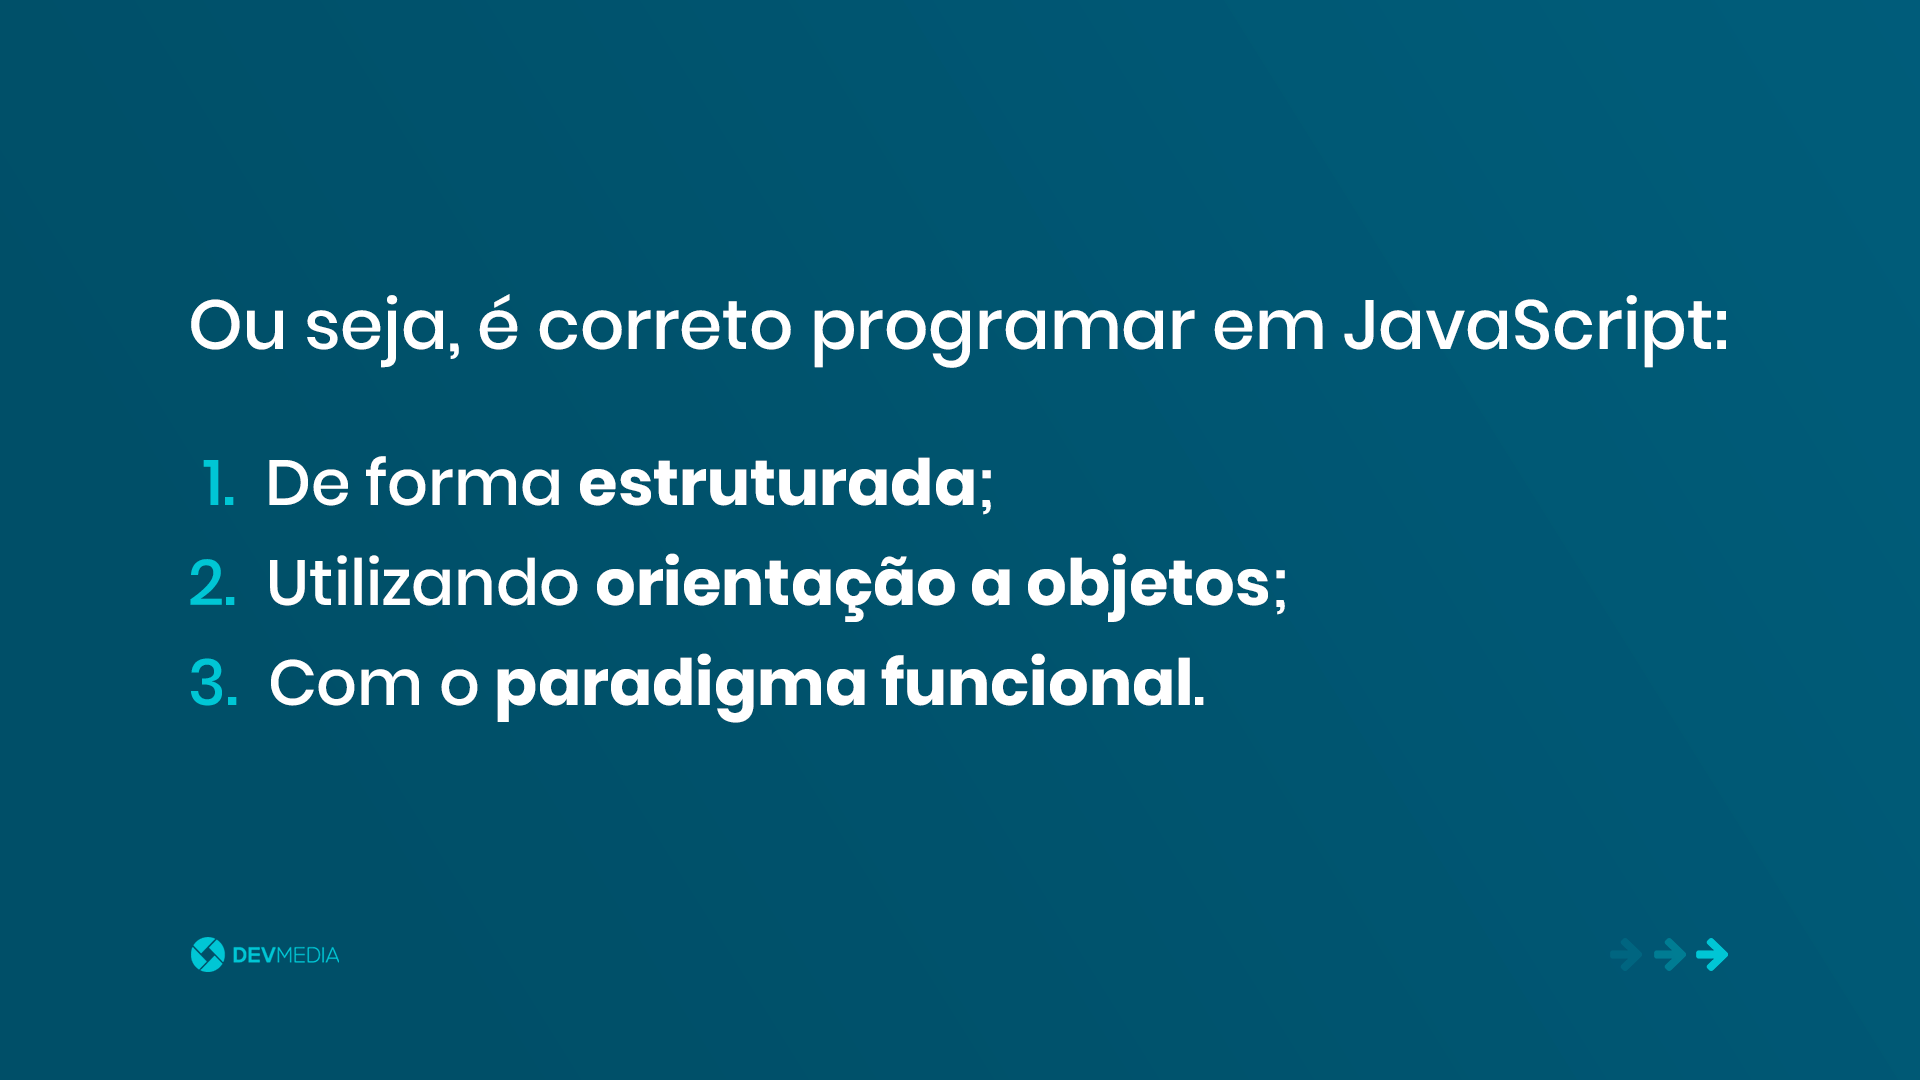 Ou seja, é correto programar em JavaScript:
1. De forma estruturada;
2. Utilizando orientação a objetos;
3. Com o paradigma funcional.
DEVMEDIA